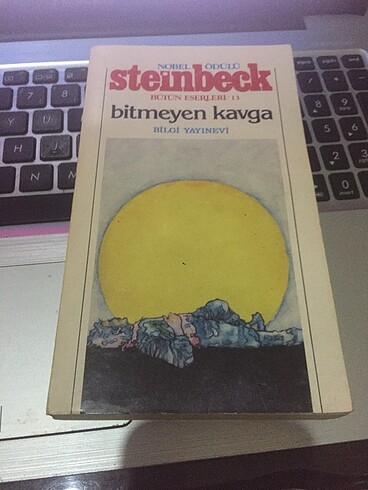 NOBEL ÖDÜLÜ
steinbeck
BÜTÜN ESERLERİ/13
bitmeyen kavga
BİLGİ YAYINEVİ